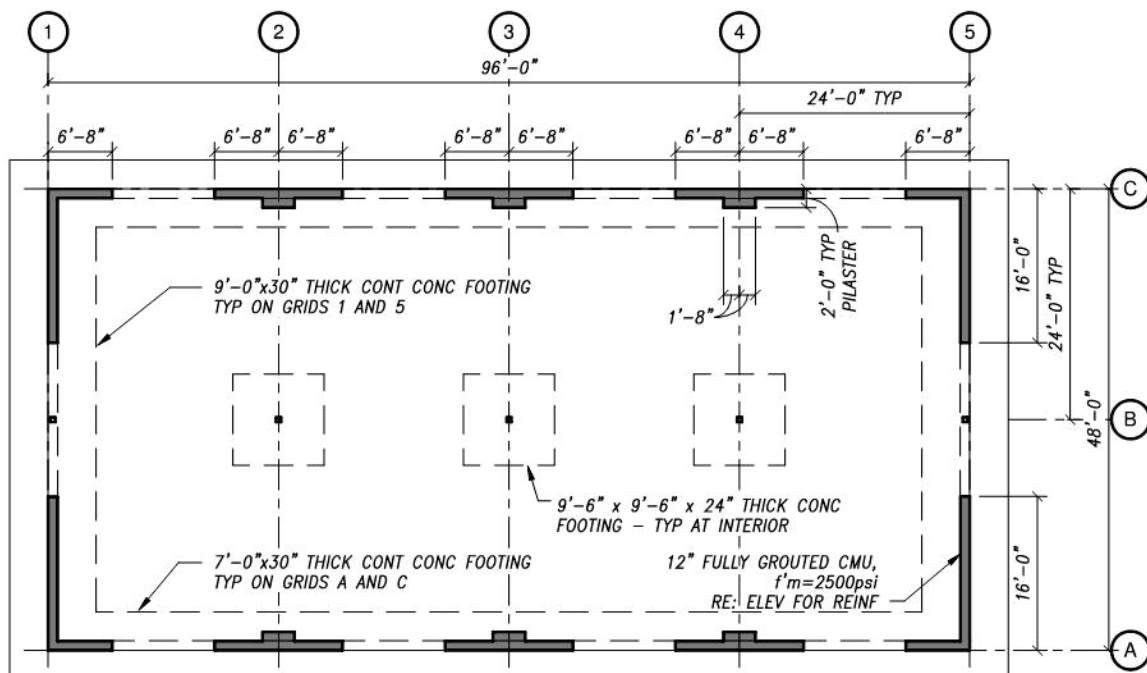 1
2
3
4
5
96'-0"
24'-0" TYP
6'-8"
6'-8"
6'-8"
6'-8"
6'-8"
6'-8"
6'-8"
6'-8"
C
9'-0"x30" THICK CONT CONC FOOTING
TYP ON GRIDS 1 AND 5
1'-8"
2'-0" TYP
PILASTER
16'-0"
24'-0" TYP
48'-0"
B
9'-6" x 9'-6" x 24" THICK CONC
FOOTING - TYP AT INTERIOR
7'-0"x30" THICK CONT CONC FOOTING
TYP ON GRIDS A AND C
12" FULLY GROUTED CMU,
f'm=2500psi
RE: ELEV FOR REINF
16'-0"
A